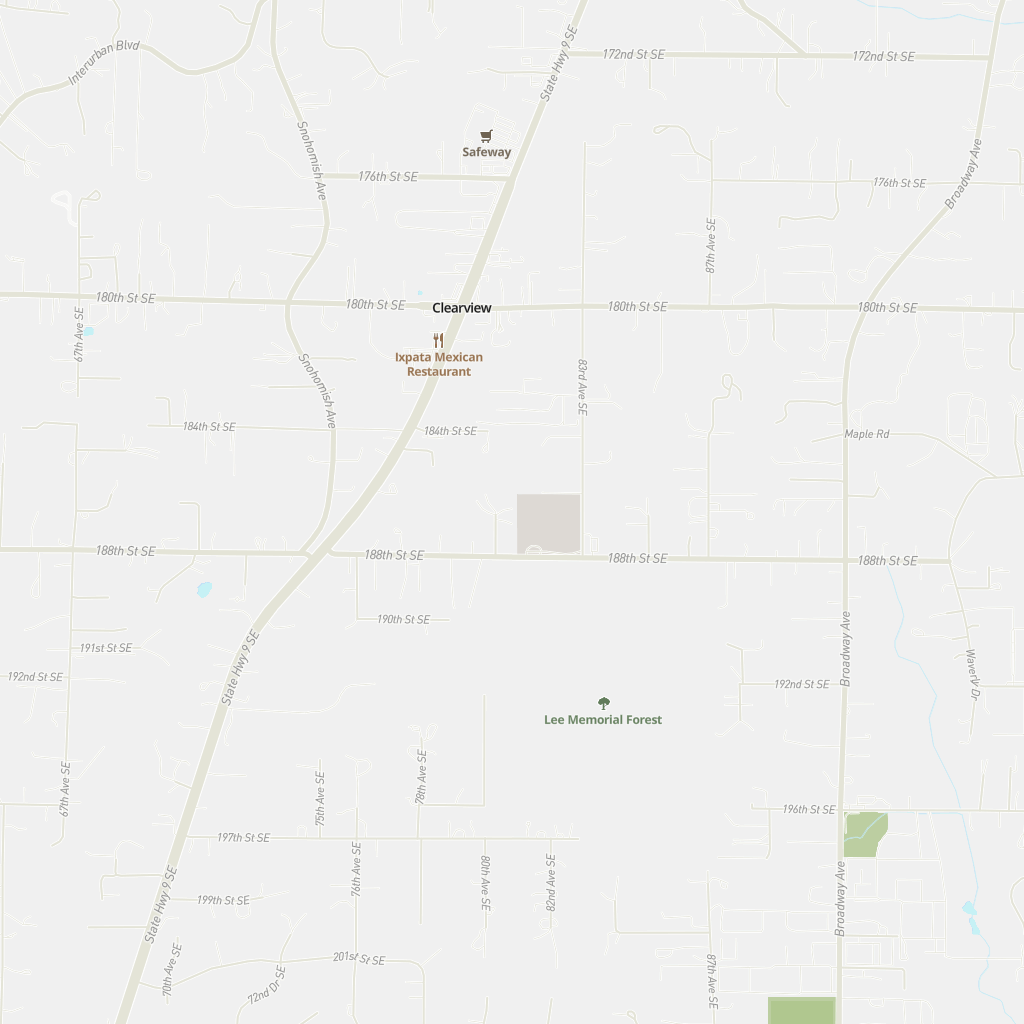 Interurban Blvd
State Hwy 9 SE
172nd St SE
172nd St SE
Snohomish Ave
Safeway
176th St SE
176th St SE
Broadway Ave
87th Ave SE
180th St SE
180th St SE
Clearview
180th St SE
180th St SE
67th Ave SE
Ixpata Mexican
Restaurant
Snohomish Ave
83rd Ave SE
184th St SE
184th St SE
Maple Rd
188th St SE
188th St SE
188th St SE
188th St SE
190th St SE
191st St SE
192nd St SE
State Hwy 9 SE
Broadway Ave
Waverly Dr
192nd St SE
Lee Memorial Forest
67th Ave SE
75th Ave SE
78th Ave SE
196th St SE
197th St SE
76th Ave SE
80th Ave SE
82nd Ave SE
199th St SE
State Hwy 9 SE
Broadway Ave
70th Ave SE
201st St SE
72nd Dr SE
87th Ave SE